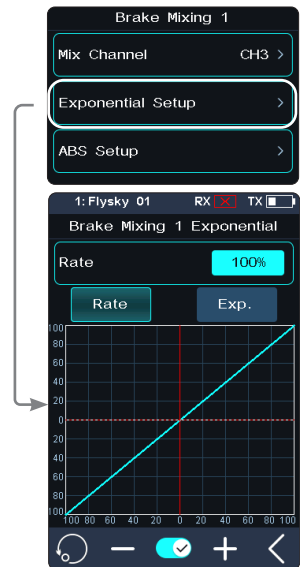 Brake Mixing 1
Mix Channel CH3 >
Exponential Setup >
ABS Setup >
1: Flysky 01 RX TX
Brake Mixing 1 Exponential
Rate 100%
Rate Exp.
100
80
60
40
20
0
20
40
60
80
100
100 80 60 40 20 0 20 40 60 80 100